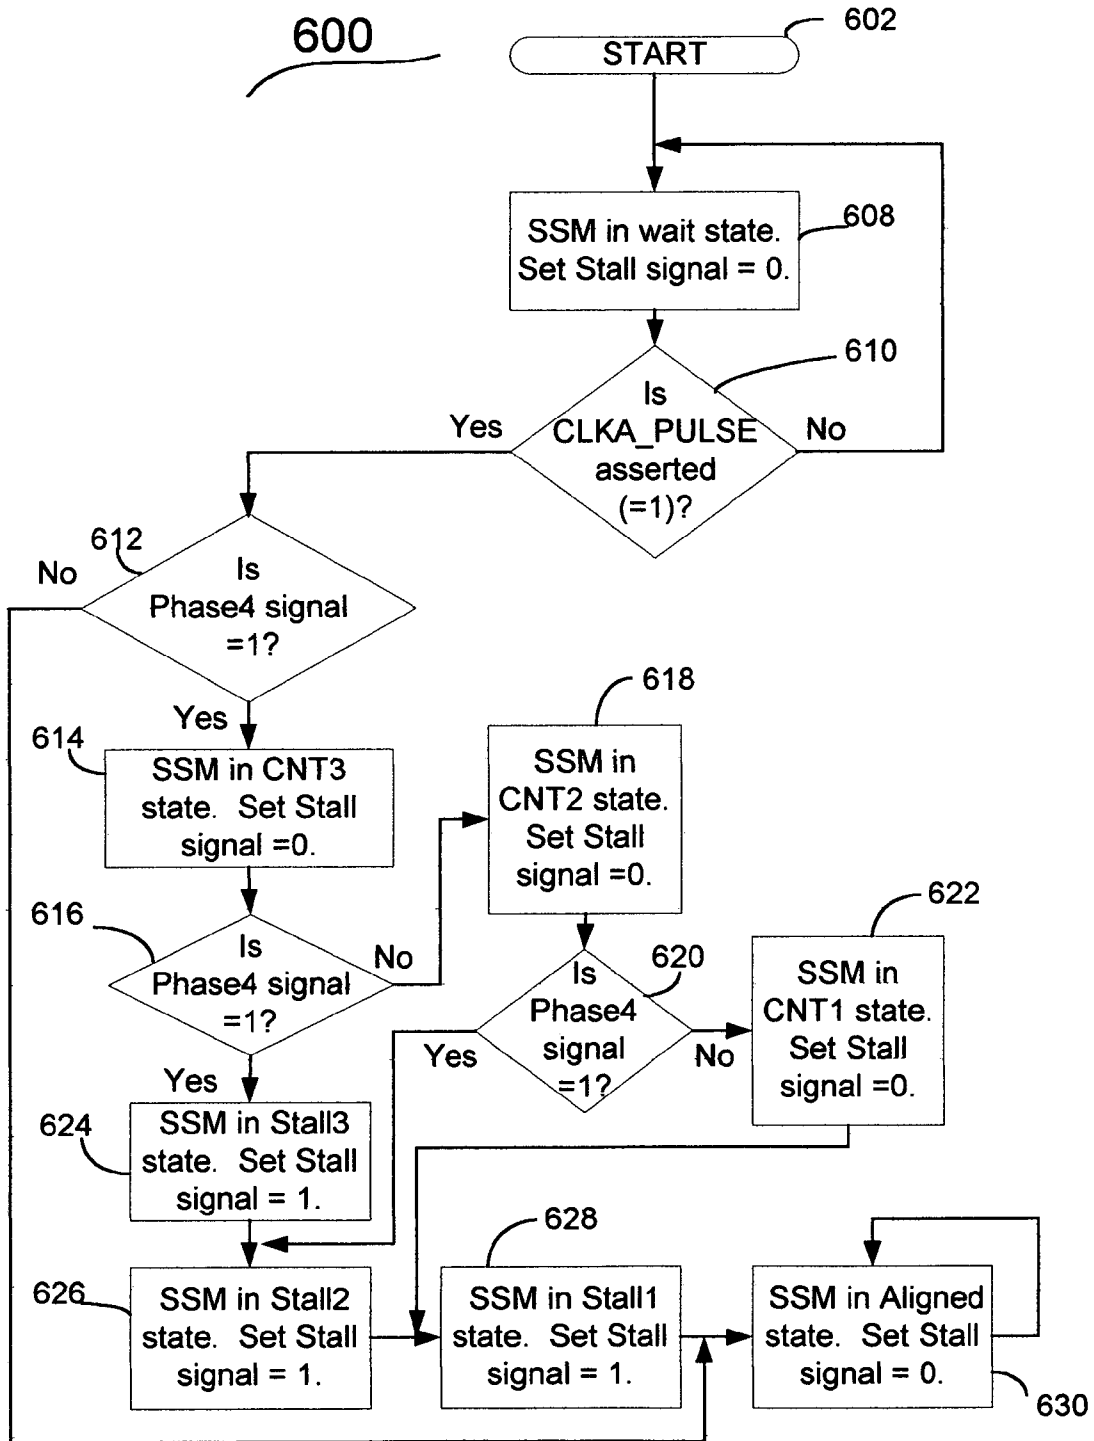 600
602
START
608
SSM in wait state.
Set Stall signal = 0.
610
Is
CLKA_PULSE
asserted
(=1)?
Yes
No
612
No
Is
Phase4 signal
=1?
Yes
614
SSM in CNT3
state. Set Stall
signal =0.
618
SSM in
CNT2 state.
Set Stall
signal =0.
616
Is
Phase4 signal
=1?
No
Yes
620
Is
Phase4
signal
=1?
Yes
No
622
SSM in
CNT1 state.
Set Stall
signal =0.
624
SSM in Stall3
state. Set Stall
signal = 1.
626
SSM in Stall2
state. Set Stall
signal = 1.
628
SSM in Stall1
state. Set Stall
signal = 1.
SSM in Aligned
state. Set Stall
signal = 0.
630